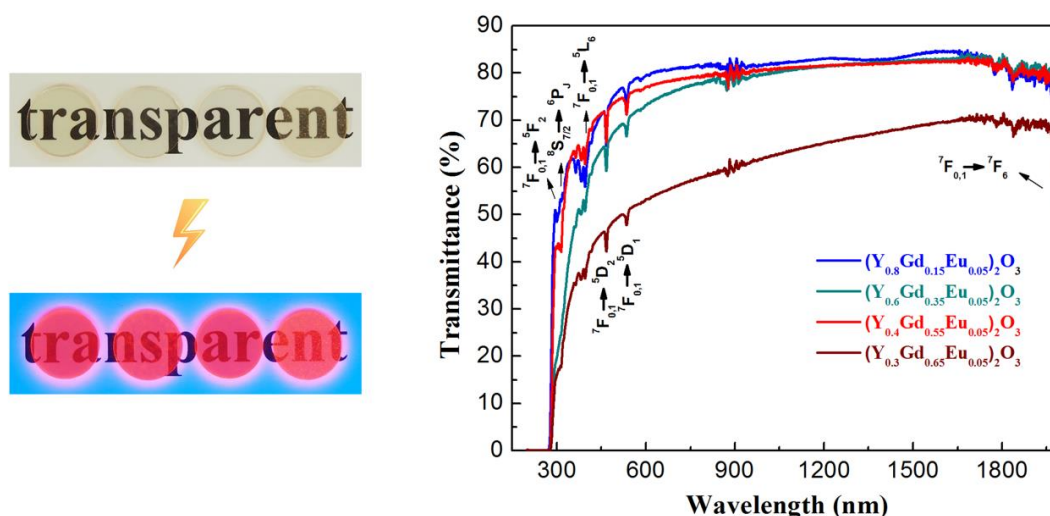 transparent
transparent
Transmittance (%)
90
80
70
60
50
40
30
20
10
0
300
600
900
1200
1500
1800
Wavelength (nm)
⁷F₀,₁→⁵F₂
⁸S₇/₂→⁶P_J
⁷F₀,₁→⁵L₆
⁷F₀,₁→⁵D₂
⁷F₀,₁→⁵D₁
⁷F₀,₁→⁷F₆
(Y₀.₈Gd₀.₁₅Eu₀.₀₅)₂O₃
(Y₀.₆Gd₀.₃₅Eu₀.₀₅)₂O₃
(Y₀.₄Gd₀.₅₅Eu₀.₀₅)₂O₃
(Y₀.₃Gd₀.₆₅Eu₀.₀₅)₂O₃